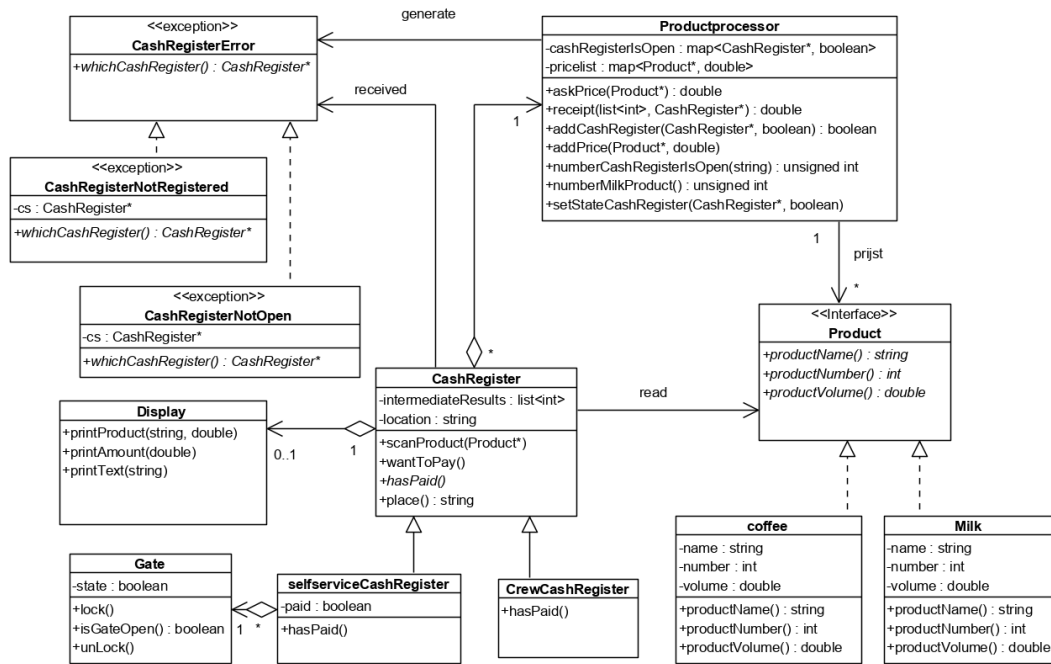 generate
<<exception>>
CashRegisterError
+whichCashRegister() : CashRegister*
Productprocessor
-cashRegisterIsOpen : map<CashRegister*, boolean>
-pricelist : map<Product*, double>
+askPrice(Product*) : double
+receipt(list<int>, CashRegister*) : double
+addCashRegister(CashRegister*, boolean) : boolean
+addPrice(Product*, double)
+numberCashRegisterIsOpen(string) : unsigned int
+numberMilkProduct() : unsigned int
+setStateCashRegister(CashRegister*, boolean)
received
1
<<exception>>
CashRegisterNotRegistered
-cs : CashRegister*
+whichCashRegister() : CashRegister*
1
prijst
*
<<exception>>
CashRegisterNotOpen
-cs : CashRegister*
+whichCashRegister() : CashRegister*
<<Interface>>
Product
+productName() : string
+productNumber() : int
+productVolume() : double
*
CashRegister
-intermediateResults : list<int>
-location : string
+scanProduct(Product*)
+wantToPay()
+hasPaid()
+place() : string
read
Display
+printProduct(string, double)
+printAmount(double)
+printText(string)
0..1
1
coffee
-name : string
-number : int
-volume : double
+productName() : string
+productNumber() : int
+productVolume() : double
Milk
-name : string
-number : int
-volume : double
+productName() : string
+productNumber() : int
+productVolume() : double
Gate
-state : boolean
+lock()
+isGateOpen() : boolean
+unLock()
1
*
selfserviceCashRegister
-paid : boolean
+hasPaid()
CrewCashRegister
+hasPaid()